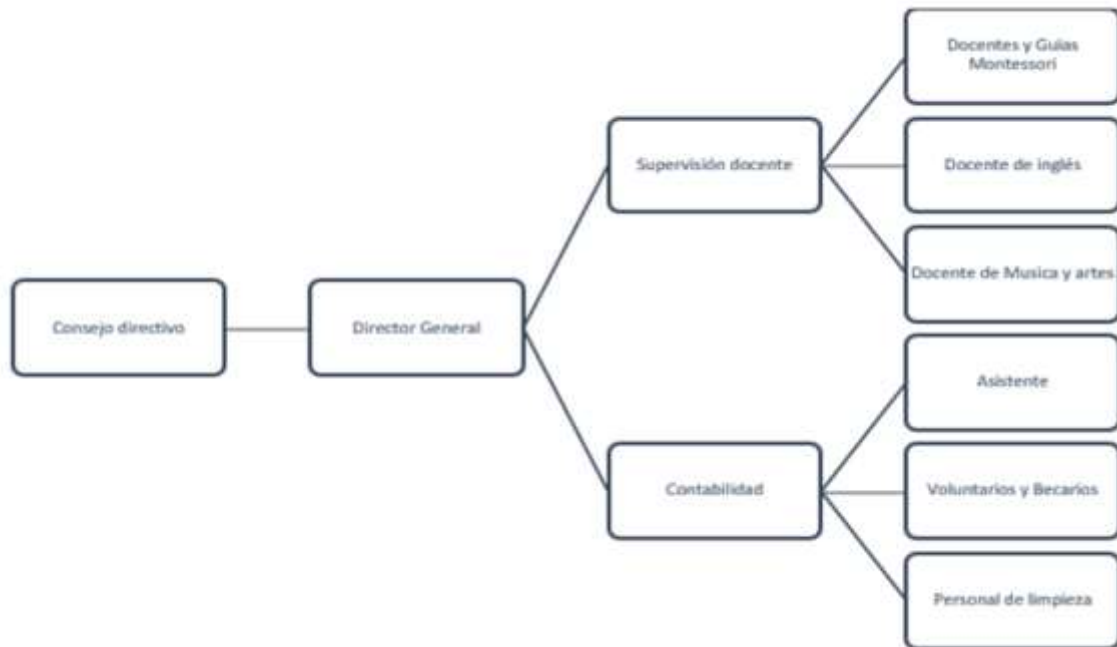 Docentes y Guías
Montessori
Supervisión docente
Docente de inglés
Docente de Musica y artes
Consejo directivo
Director General
Asistente
Contabilidad
Voluntarios y Becarios
Personal de limpieza